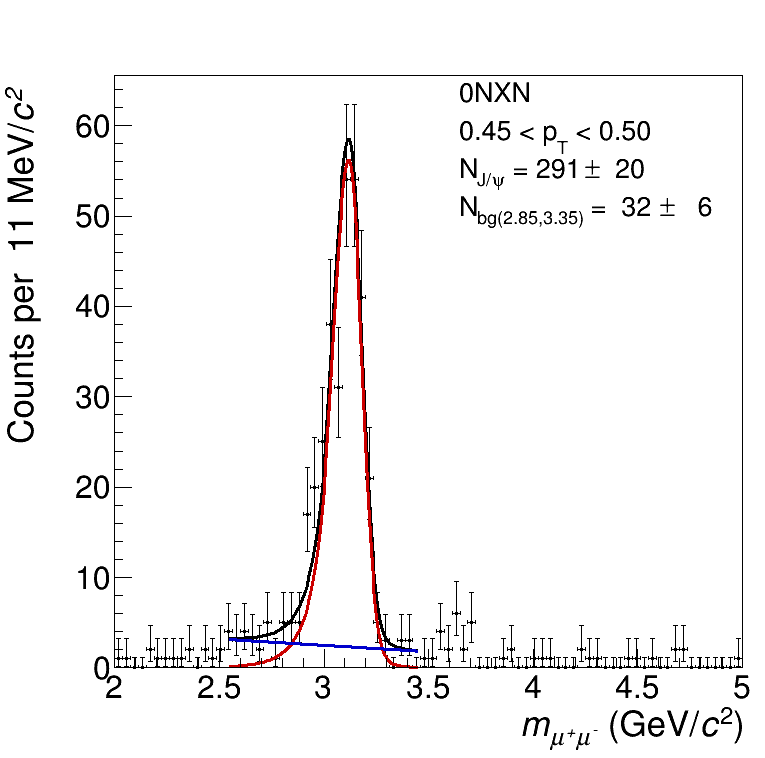 0NXN
0.45 < p_T < 0.50
N_J/ψ = 291 ± 20
N_bg(2.85,3.35) = 32 ± 6
Counts per 11 MeV/c²
60
50
40
30
20
10
0
2 2.5 3 3.5 4 4.5 5
m_μ⁺μ⁻ (GeV/c²)